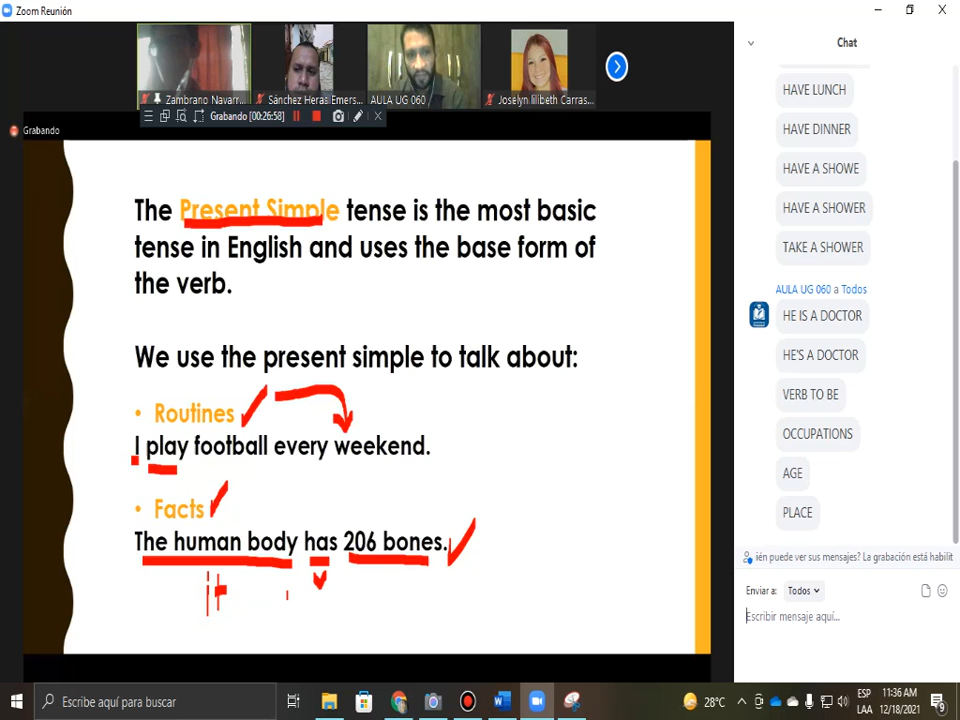 Zoom Reunión
Zambrano Navarr...
Sánchez Heras Emers...
AULA UG 060
Joselyn lilibeth Carras...
Grabando [00:26:58]
Grabando
The Present Simple tense is the most basic
tense in English and uses the base form of
the verb.
We use the present simple to talk about:
• Routines
I play football every weekend.
• Facts
The human body has 206 bones.
it
Chat
HAVE LUNCH
HAVE DINNER
HAVE A SHOWE
HAVE A SHOWER
TAKE A SHOWER
AULA UG 060 a Todos
HE IS A DOCTOR
HE'S A DOCTOR
VERB TO BE
OCCUPATIONS
AGE
PLACE
ién puede ver sus mensajes? La grabación está habilit
Enviar a: Todos
Escribir mensaje aquí...
Escribe aquí para buscar
28°C
ESP
LAA
11:36 AM
12/18/2021
9